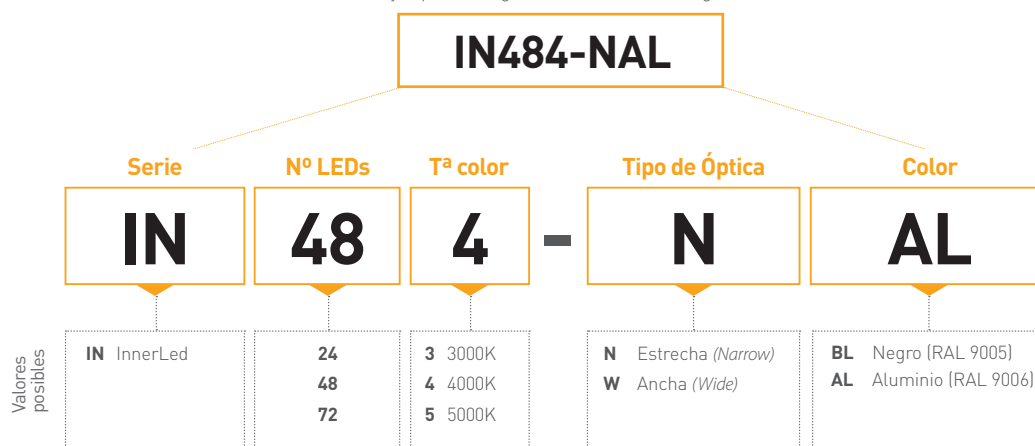 IN484-NAL
Serie Nº LEDs Tª color Tipo de Óptica Color
IN 48 4 - N AL
Valores posibles
IN InnerLed
24
48
72
3 3000K
4 4000K
5 5000K
N Estrecha (Narrow)
W Ancha (Wide)
BL Negro (RAL 9005)
AL Aluminio (RAL 9006)